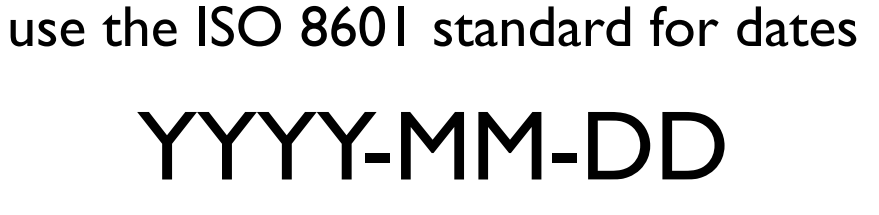 use the ISO 8601 standard for dates
YYYY-MM-DD